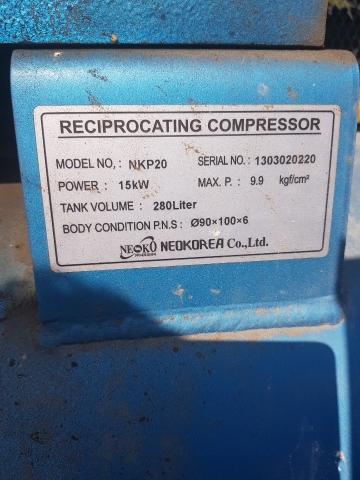 RECIPROCATING COMPRESSOR
MODEL NO,: NKP20 SERIAL NO.: 1303020220
POWER : 15kW MAX. P. : 9.9 kgf/cm²
TANK VOLUME : 280Liter
BODY CONDITION P.N.S : Ø90×100×6
NEOKO NEOKOREA Co.,Ltd.